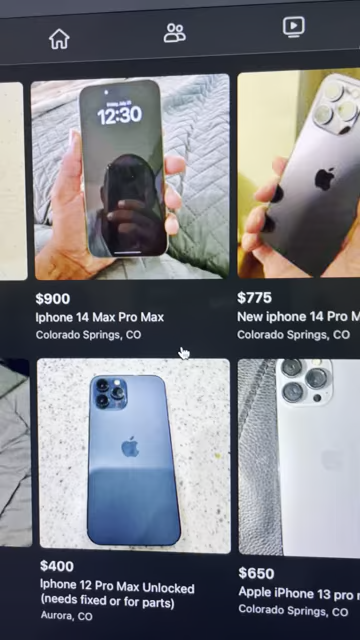 12:30
$900
Iphone 14 Max Pro Max
Colorado Springs, CO
$775
New iphone 14 Pro M
Colorado Springs, CO
$400
Iphone 12 Pro Max Unlocked
(needs fixed or for parts)
Aurora, CO
$650
Apple iPhone 13 pro
Colorado Springs, CO